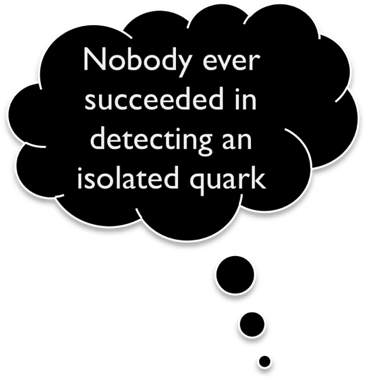 Nobody ever
succeeded in
detecting an
isolated quark